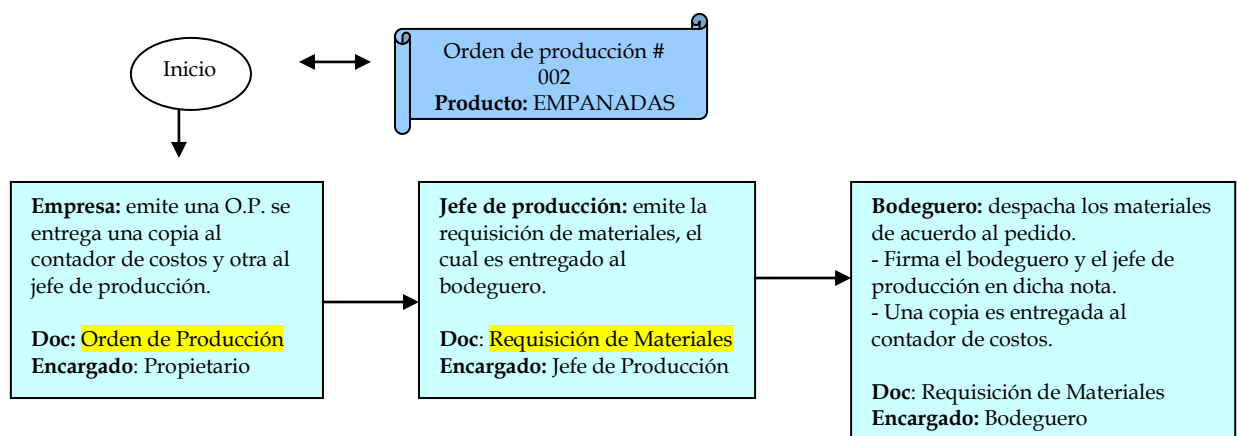 Inicio
Orden de producción #
002
Producto: EMPANADAS
Empresa: emite una O.P. se
entrega una copia al
contador de costos y otra al
jefe de producción.
Doc: Orden de Producción
Encargado: Propietario
Jefe de producción: emite la
requisición de materiales, el
cual es entregado al
bodeguero.
Doc: Requisición de Materiales
Encargado: Jefe de Producción
Bodeguero: despacha los materiales
de acuerdo al pedido.
- Firma el bodeguero y el jefe de
producción en dicha nota.
- Una copia es entregada al
contador de costos.
Doc: Requisición de Materiales
Encargado: Bodeguero